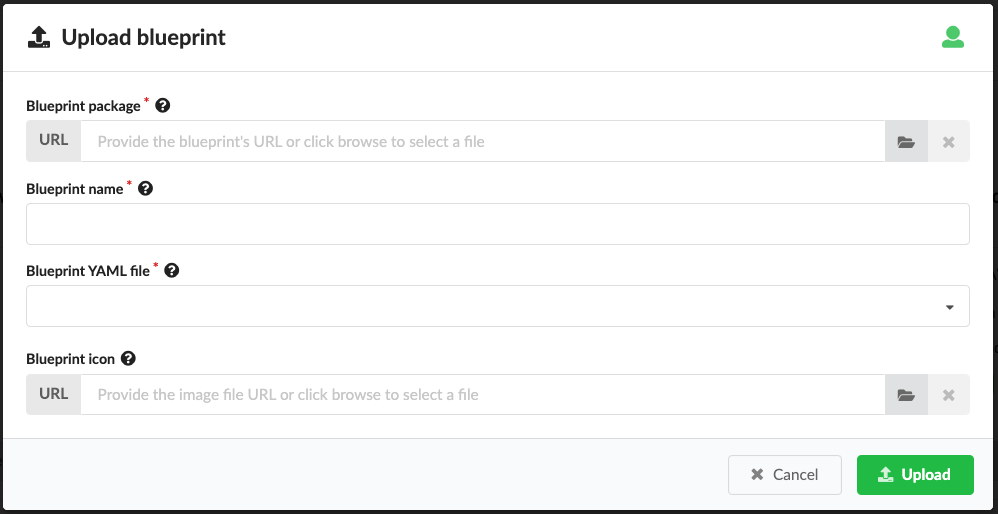 Upload blueprint
Blueprint package *
URL Provide the blueprint's URL or click browse to select a file
Blueprint name *
Blueprint YAML file *
Blueprint icon
URL Provide the image file URL or click browse to select a file
Cancel Upload